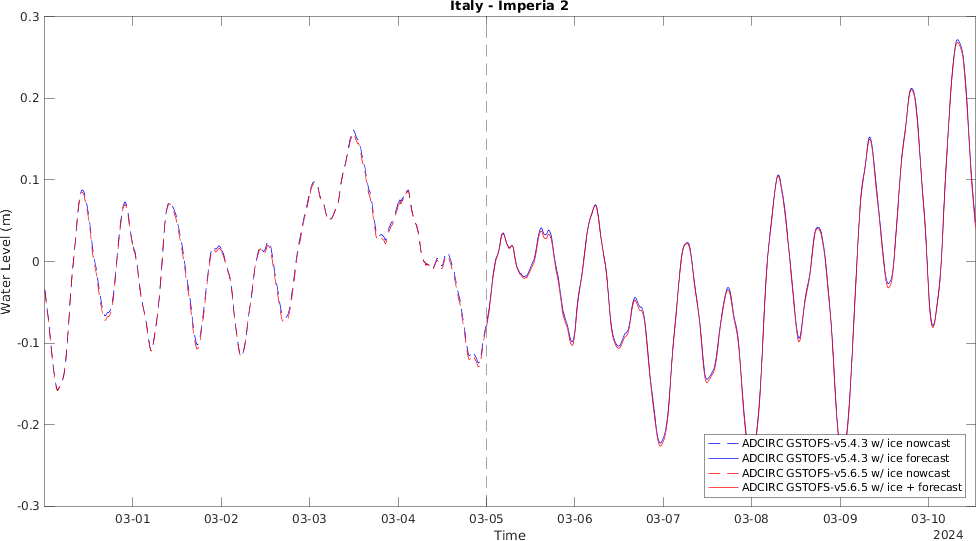 Italy - Imperia 2
Water Level (m)
0.3
0.2
0.1
0
-0.1
-0.2
-0.3
ADCIRC GSTOFS-v5.4.3 w/ ice nowcast
ADCIRC GSTOFS-v5.4.3 w/ ice forecast
ADCIRC GSTOFS-v5.6.5 w/ ice nowcast
ADCIRC GSTOFS-v5.6.5 w/ ice + forecast
03-01 03-02 03-03 03-04 03-05 03-06 03-07 03-08 03-09 03-10
Time
2024